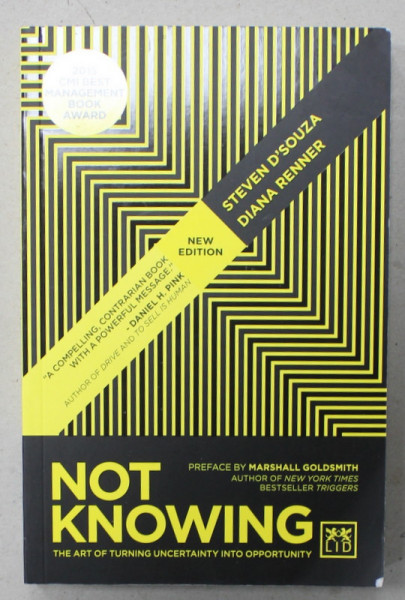 2015
CMI BEST
MANAGEMENT
BOOK
AWARD
STEVEN D'SOUZA
DIANA RENNER
NEW
EDITION
"A COMPELLING, CONTRARIAN BOOK
WITH A POWERFUL MESSAGE."
- DANIEL H. PINK
AUTHOR OF DRIVE AND TO SELL IS HUMAN
NOT
KNOWING
PREFACE BY MARSHALL GOLDSMITH
AUTHOR OF NEW YORK TIMES
BESTSELLER TRIGGERS
THE ART OF TURNING UNCERTAINTY INTO OPPORTUNITY
LID